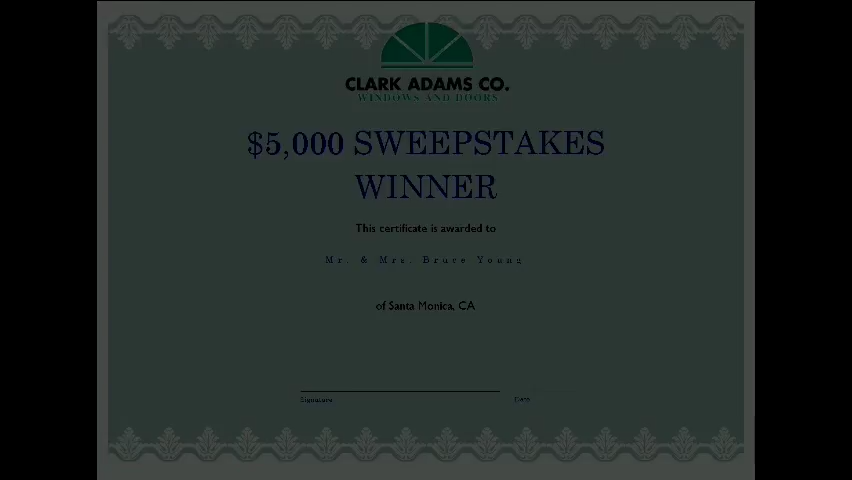 CLARK ADAMS CO.
WINDOWS AND DOORS
$5,000 SWEEPSTAKES
WINNER
This certificate is awarded to
Mr. & Mrs. Bruce Young
of Santa Monica, CA
Signature
Date